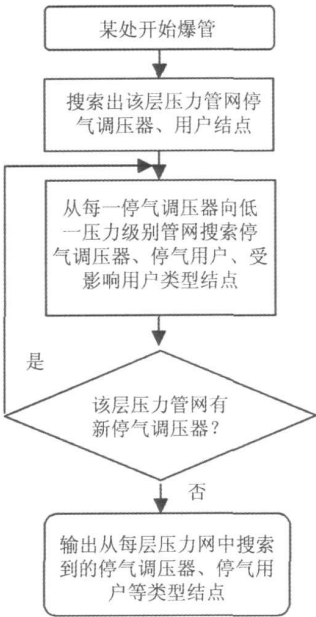 某处开始爆管
搜索出该层压力管网停
气调压器、用户结点
从每一停气调压器向低
一压力级别管网搜索停
气调压器、停气用户、受
影响用户类型结点
是
该层压力管网有
新停气调压器？
否
输出从每层压力网中搜索
到的停气调压器、停气用
户等类型结点